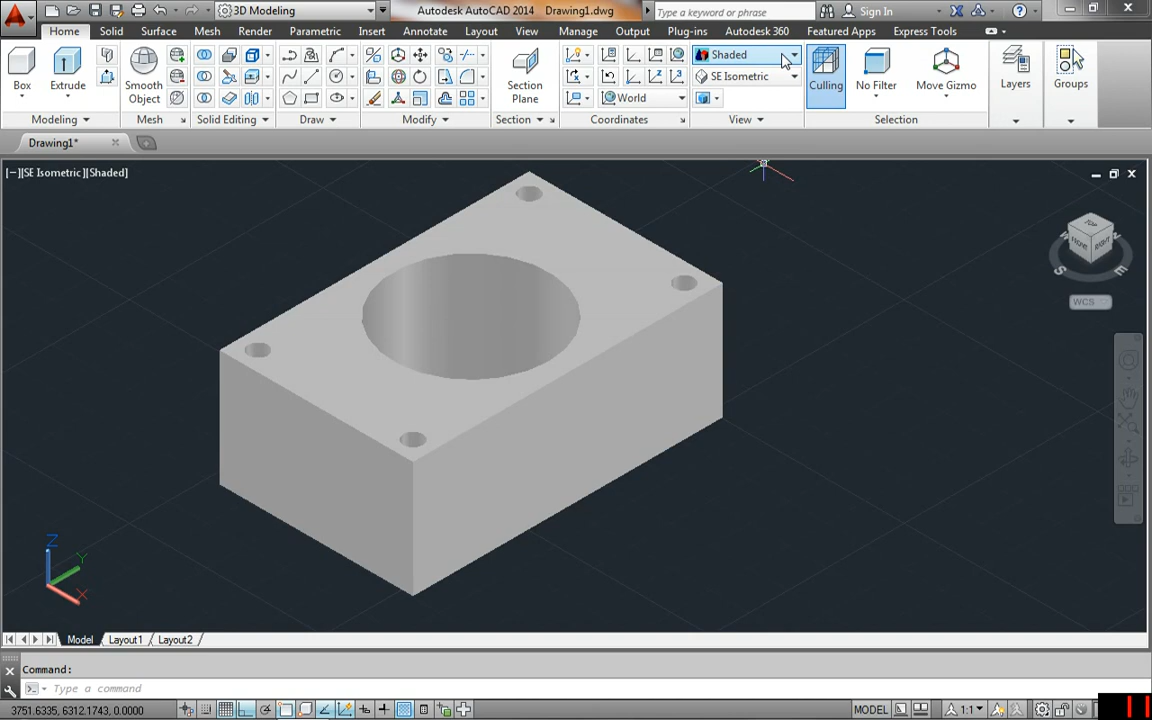 3D Modeling
Autodesk AutoCAD 2014 Drawing1.dwg
Type a keyword or phrase
Sign In
Home Solid Surface Mesh Render Parametric Insert Annotate Layout View Manage Output Plug-ins Autodesk 360 Featured Apps Express Tools
Box
Extrude
Smooth
Object
Section
Plane
World
Shaded
SE Isometric
Culling
No Filter
Move Gizmo
Layers
Groups
Modeling
Mesh
Solid Editing
Draw
Modify
Section
Coordinates
View
Selection
Drawing1*
[−][SE Isometric][Shaded]
TOP
FRONT
RIGHT
W
N
S
E
WCS
Z
Y
X
Model Layout1 Layout2
Command:
Type a command
3751.6335, 6312.1743, 0.0000
MODEL
1:1